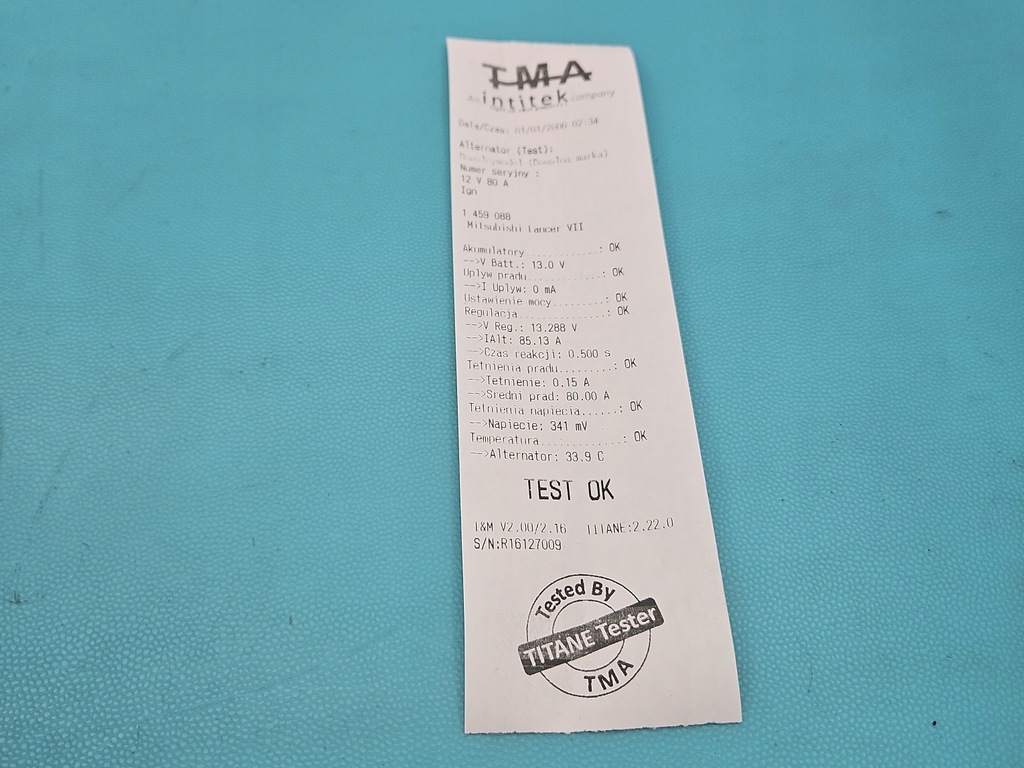 TMA
An intitek company
Data/Czas: 01/01/2000 02:34
Alternator (Test):
(Domulna marka)
Numer seryjny :
12 V 80 A
Ign
1 459 088
Mitsubishi Lancer VII
Akumulatory............: OK
-->V Batt.: 13.0 V
Uplyw pradu............: OK
-->I Uplyw: 0 mA
Ustawienie mocy........: OK
Regulacja..............: OK
-->V Reg.: 13.288 V
-->IAlt: 85.13 A
-->Czas reakcji: 0.500 s
Tetnienia pradu.........: OK
-->Tetnienie: 0.15 A
-->Sredni prad: 80.00 A
Tetnienia napiecia......: OK
-->Napiecie: 341 mV
Temperatura............: OK
-->Alternator: 33.9 C
TEST OK
I&M V2.00/2.16 TITANE:2.22.0
S/N:R16127009
Tested By
TITANE Tester
TMA